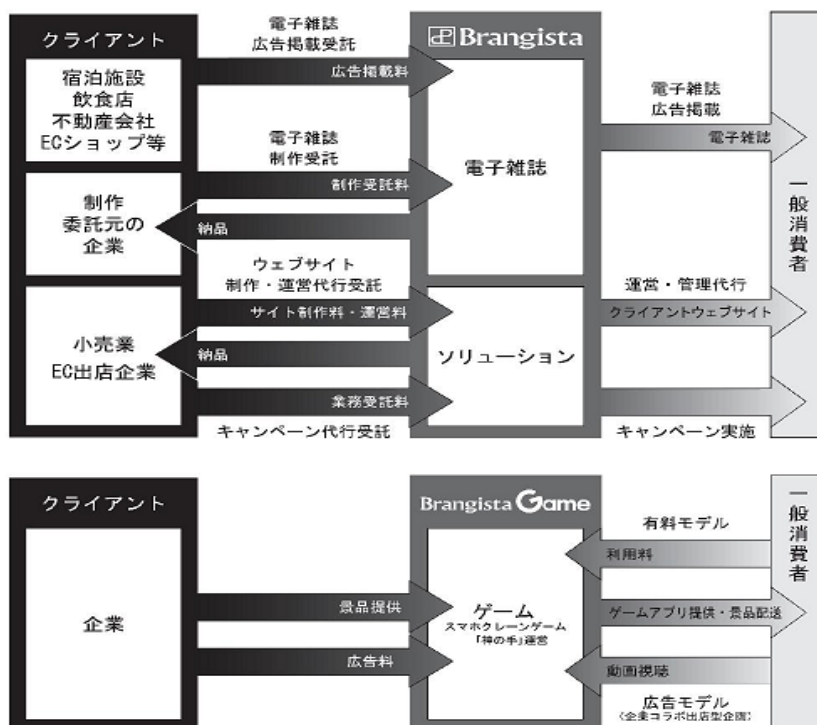 クライアント
宿泊施設
飲食店
不動産会社
ECショップ等
制作
委託元の
企業
小売業
EC出店企業
電子雑誌
広告掲載受託
広告掲載料
電子雑誌
制作受託
制作受託料
納品
ウェブサイト
制作・運営代行受託
サイト制作料・運営料
納品
業務受託料
キャンペーン代行受託
Brangista
電子雑誌
ソリューション
電子雑誌
広告掲載
電子雑誌
運営・管理代行
クライアントウェブサイト
キャンペーン実施
一般消費者
クライアント
企業
景品提供
広告料
Brangista Game
ゲーム
スマホクレーンゲーム
「神の手」運営
有料モデル
利用料
ゲームアプリ提供・景品配送
動画視聴
広告モデル
(企業コラボ出店型企画)
一般消費者